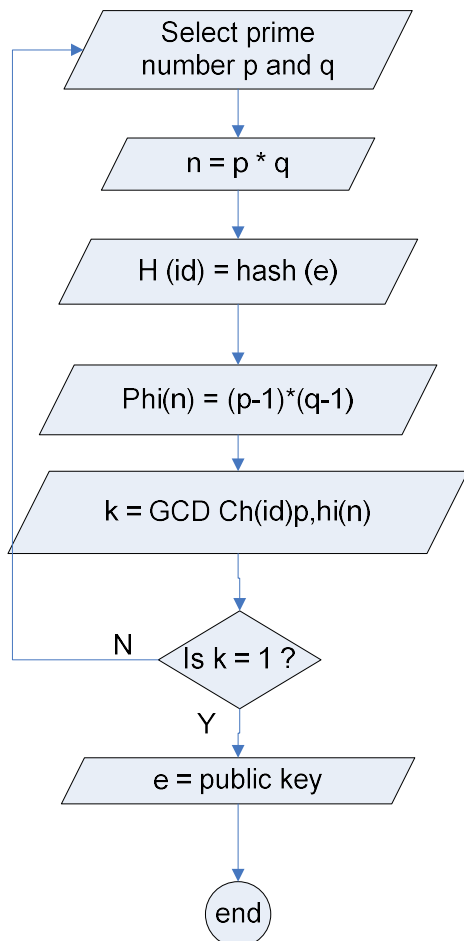 Select prime
number p and q
n = p * q
H (id) = hash (e)
Phi(n) = (p-1)*(q-1)
k = GCD Ch(id)p,hi(n)
Is k = 1 ?
N
Y
e = public key
end